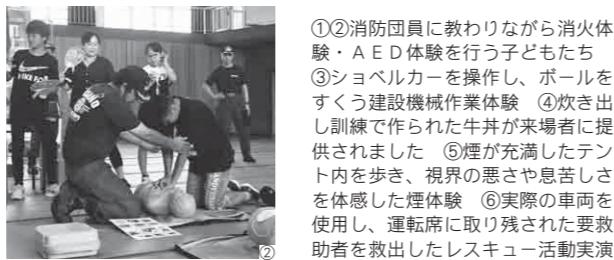 ①②消防団員に教わりながら消火体
験・ＡＥＤ体験を行う子どもたち
③ショベルカーを操作し、ボールを
すくう建設機械作業体験　④炊き出
し訓練で作られた牛丼が来場者に提
供されました　⑤煙が充満したテン
ト内を歩き、視界の悪さや息苦しさ
を体感した煙体験　⑥実際の車両を
使用し、運転席に取り残された要救
助者を救出したレスキュー活動実演
②